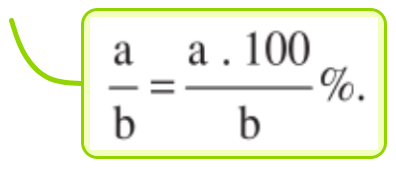 a/b = a . 100/b %.